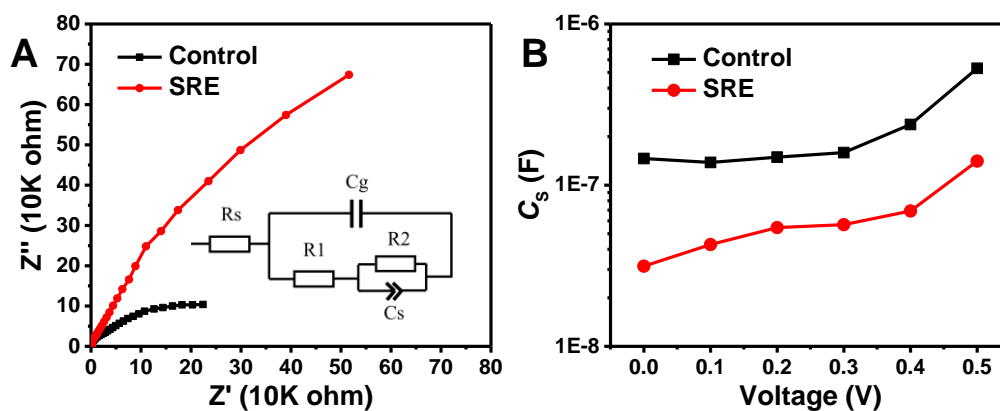 A
Control
SRE
Z'' (10K ohm)
80
70
60
50
40
30
20
10
0
0 10 20 30 40 50 60 70 80
Z' (10K ohm)
Rs
Cg
R1
R2
Cs
B
Control
SRE
Cs (F)
1E-6
1E-7
1E-8
0.0 0.1 0.2 0.3 0.4 0.5
Voltage (V)